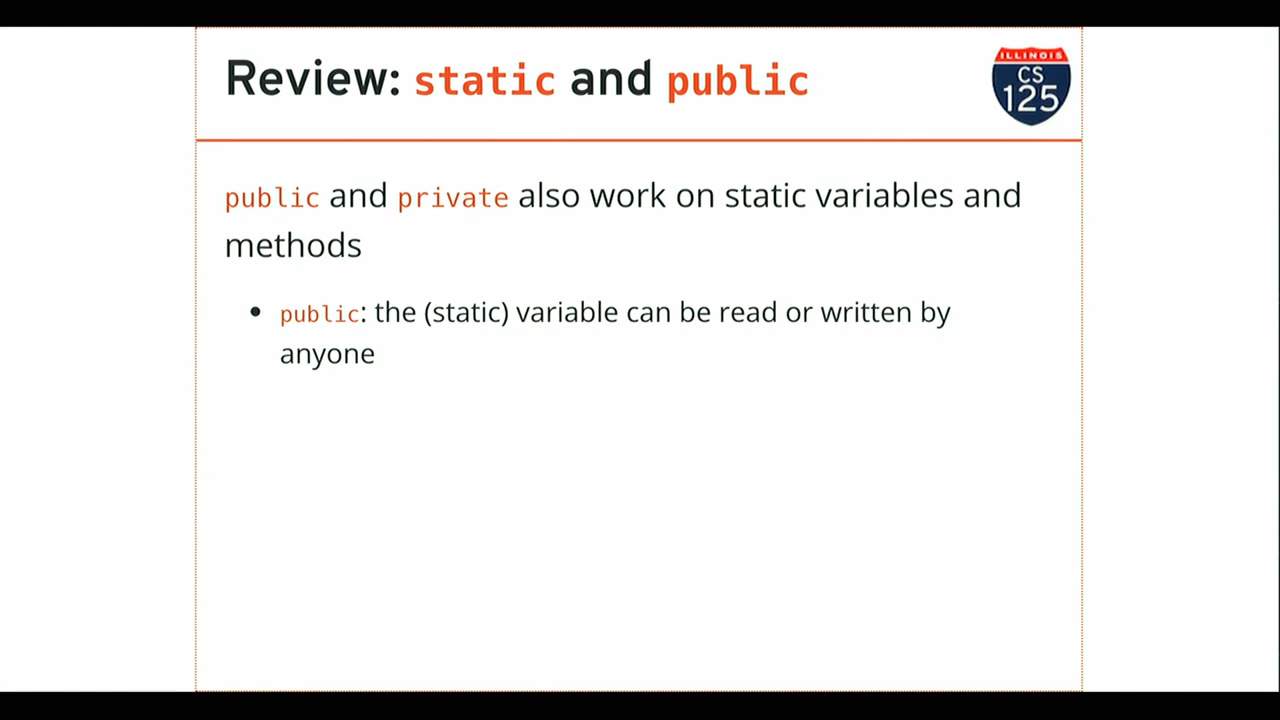 Review: static and public
ILLINOIS
CS
125
public and private also work on static variables and
methods
• public: the (static) variable can be read or written by
anyone